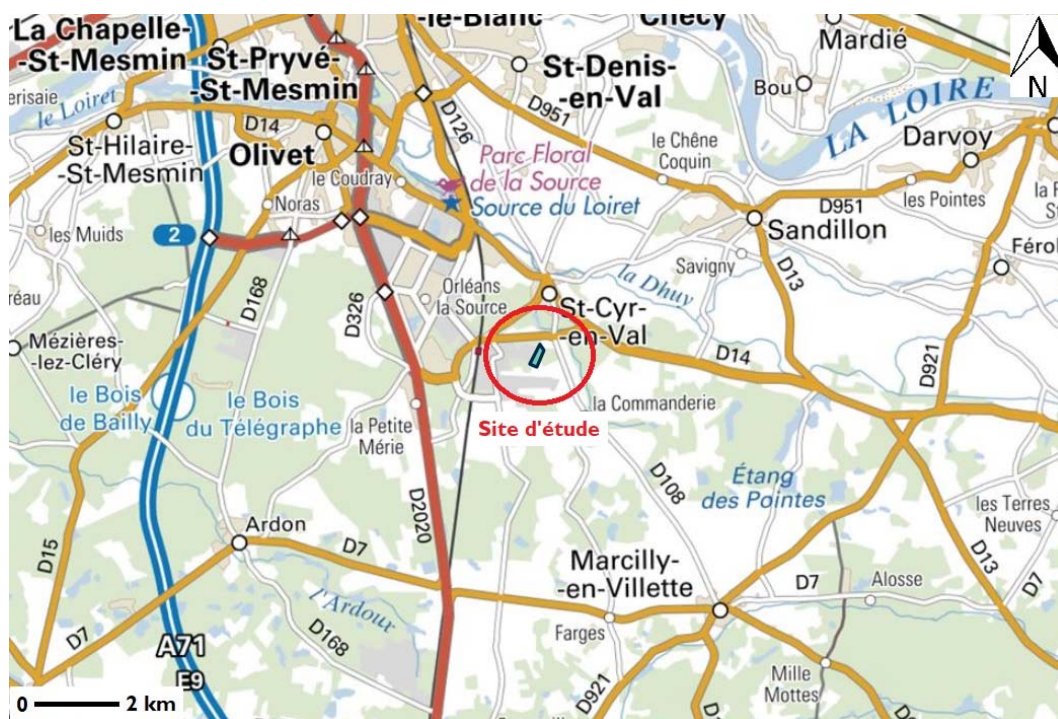 La Chapelle-
-St-Mesmin
St-Pryvé-
-St-Mesmin
-le-Blanc
Chécy
Mardié
N
erisaie
le Loiret
D14
St-Denis-
-en-Val
Bou
LA LOIRE
D126
D951
St-Hilaire-
-St-Mesmin
Olivet
le Chêne
Coquin
Darvoy
Parc Floral
de la Source
Source du Loiret
le Coudray
Noras
les Pointes
D951
les Muids
2
Sandillon
Savigny
la Dhuy
D13
Férol
réau
D168
D326
Orléans
la Source
St-Cyr-
-en-Val
Mézières-
-lez-Cléry
D14
D921
le Bois
de Bailly
le Bois
du Télégraphe
la Petite
Mérie
la Commanderie
Site d'étude
D2020
D108
Étang
des Pointes
les Terres
Neuves
D15
Ardon
D7
Marcilly-
-en-Villette
D13
D7
Alosse
D7
l'Ardoux
D168
Farges
D7
A71
E9
D921
Mille
Mottes
0
2 km